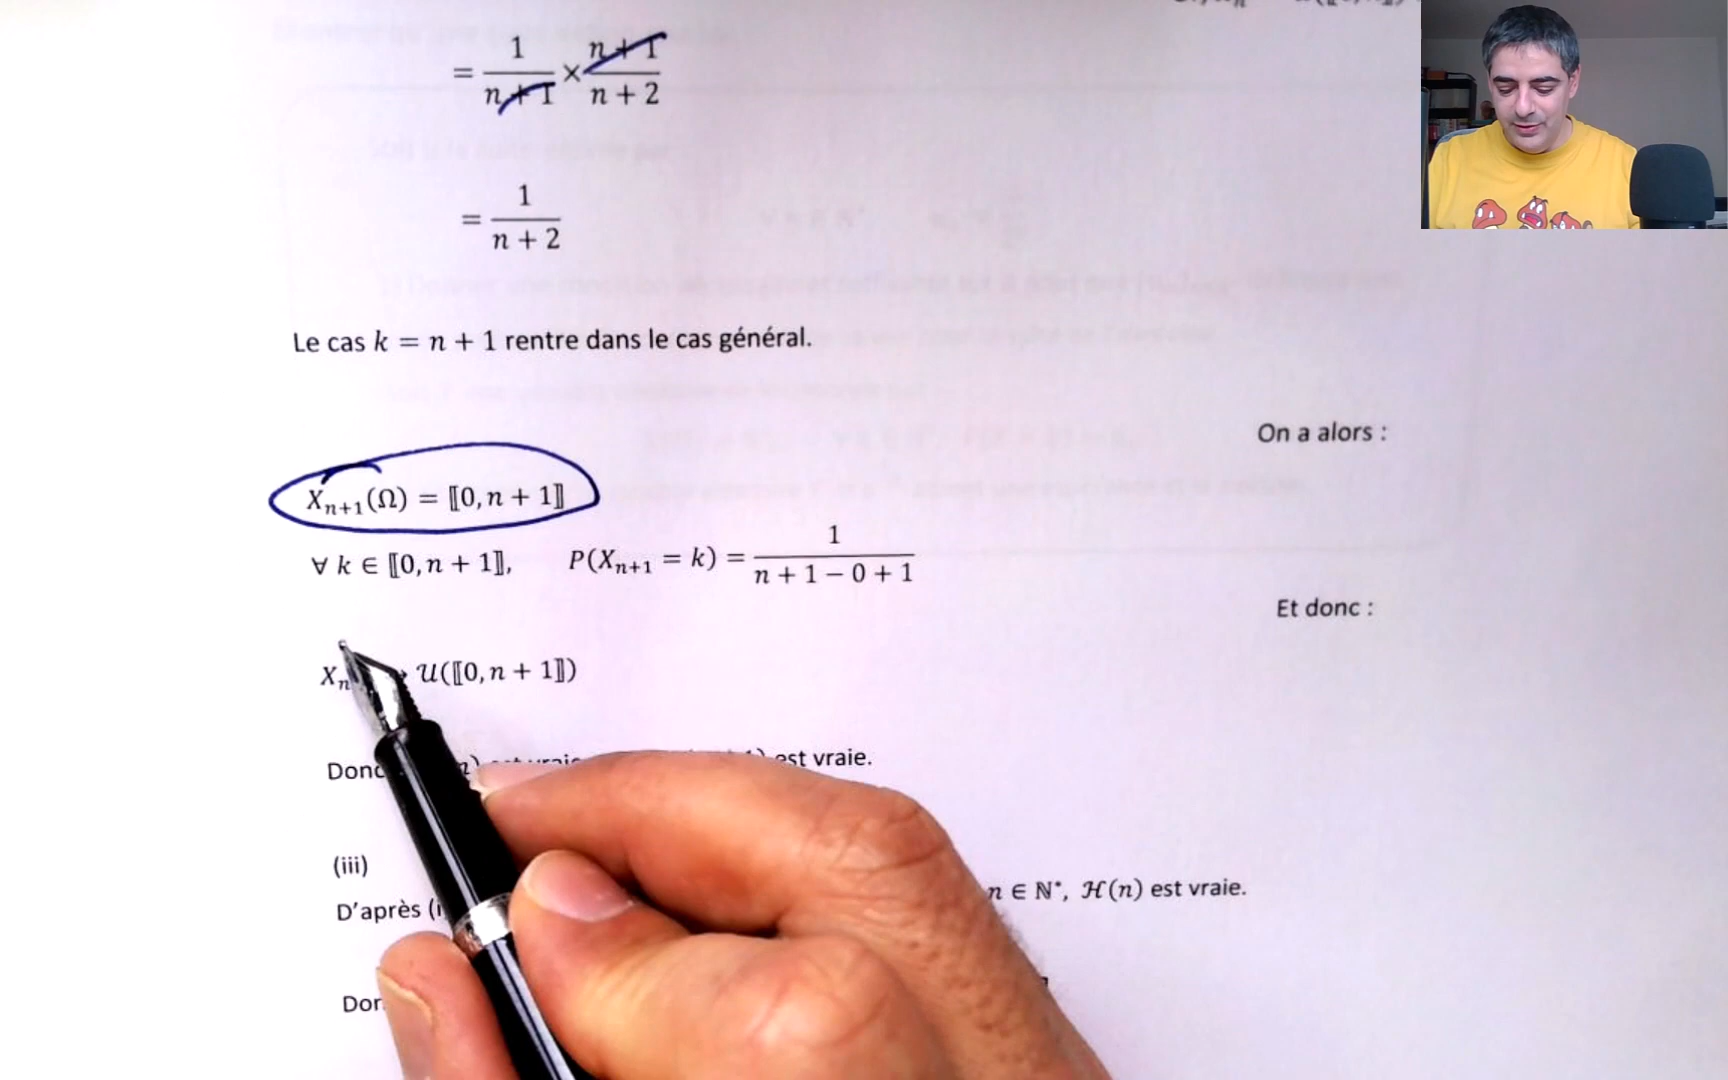 = 1/(n + 1) × (n + 1)/(n + 2)
= 1/(n + 2)
Le cas k = n + 1 rentre dans le cas général.
On a alors :
X_{n+1}(Ω) = ⟦0, n + 1⟧
∀ k ∈ ⟦0, n + 1⟧, P(X_{n+1} = k) = 1/(n + 1 − 0 + 1)
Et donc :
X_n 𝒰(⟦0, n + 1⟧)
Donc est vraie.
(iii)
D'après n ∈ ℕ*, ℋ(n) est vraie.